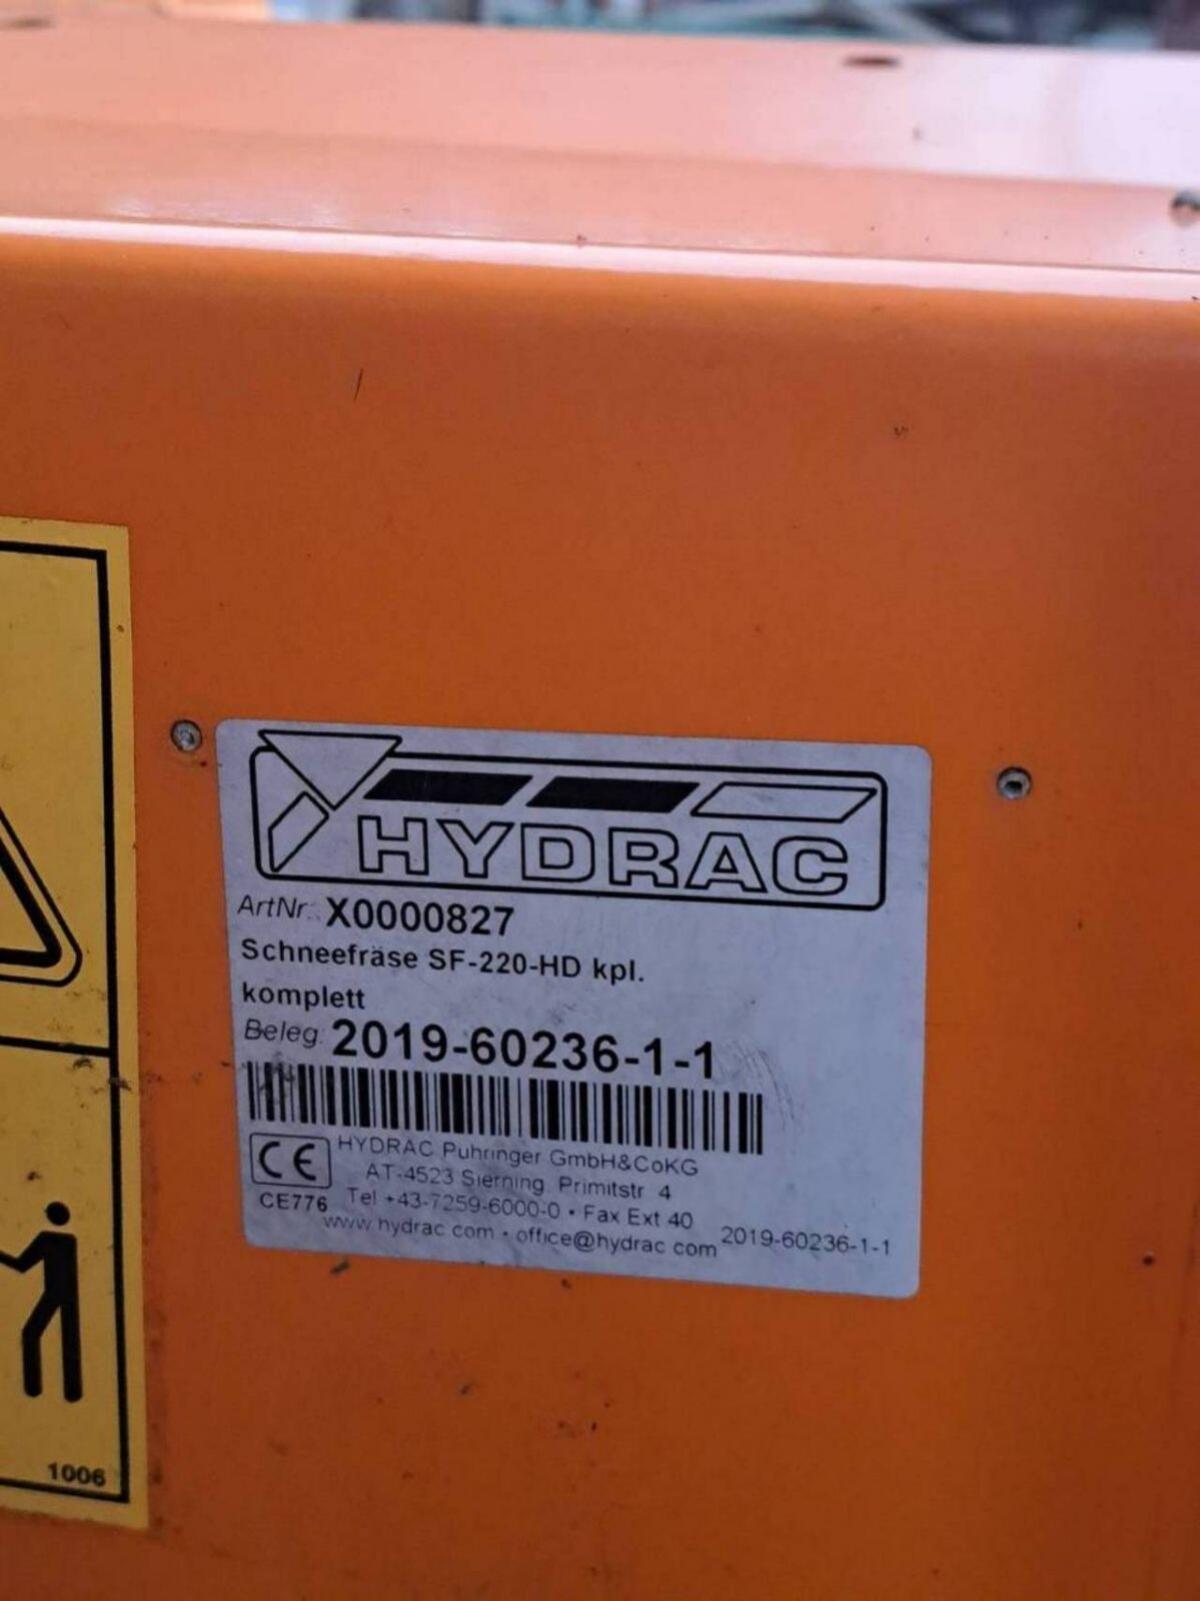 HYDRAC
ArtNr.: X0000827
Schneefräse SF-220-HD kpl.
komplett
Beleg: 2019-60236-1-1
HYDRAC Puhringer GmbH&CoKG
AT-4523 Sierning, Primitstr. 4
CE
CE776
Tel +43-7259-6000-0 • Fax Ext 40
www.hydrac.com • office@hydrac.com
2019-60236-1-1
1006